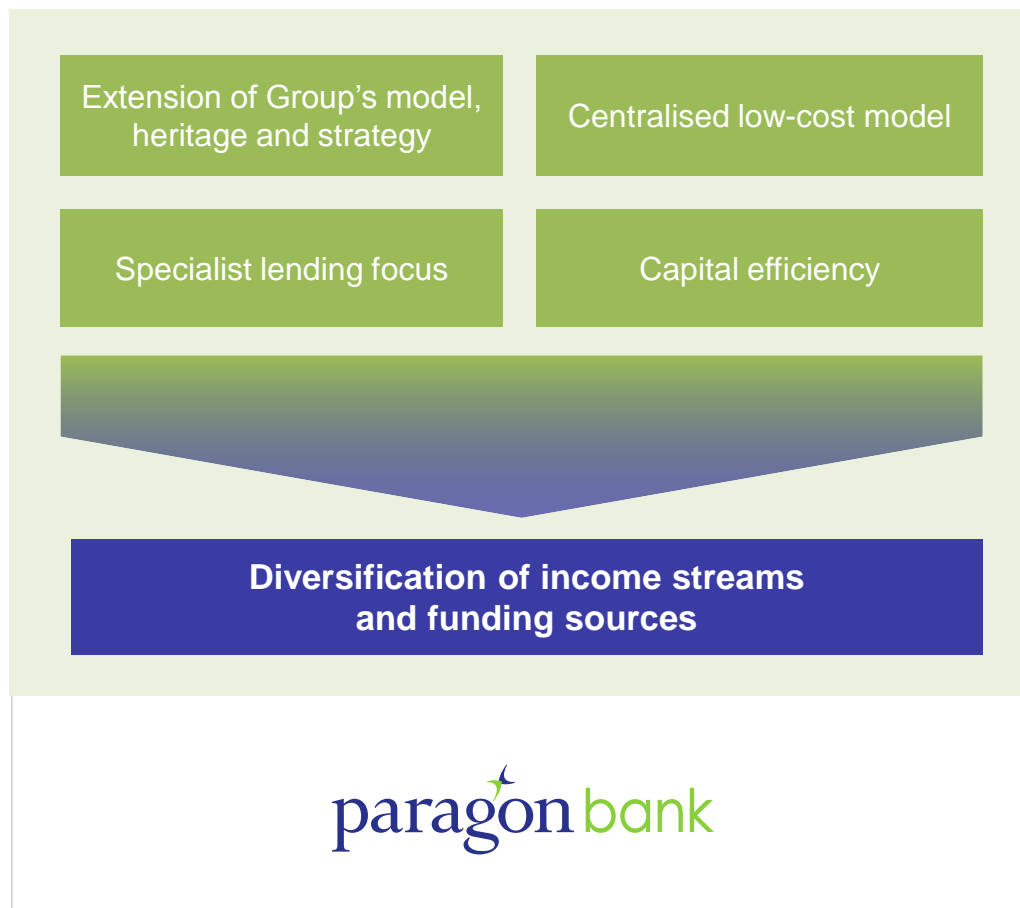 Extension of Group’s model,
heritage and strategy
Centralised low-cost model
Specialist lending focus
Capital efficiency
Diversification of income streams
and funding sources
paragon bank